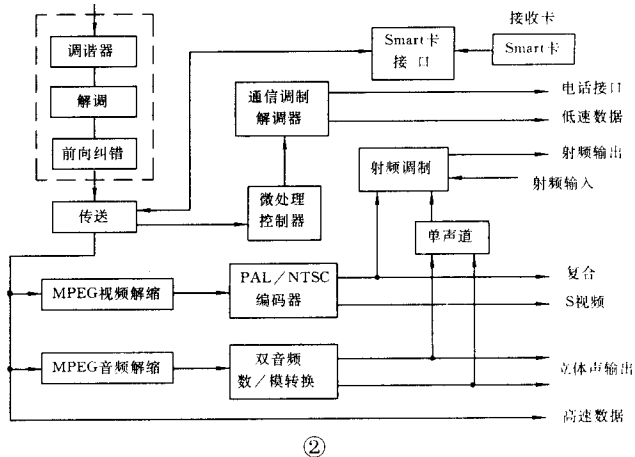 接收卡
调谐器
Smart卡
接 口
Smart卡
解调
通信调制
解调器
电话接口
低速数据
前向纠错
射频调制
射频输出
射频输入
传送
微处理
控制器
单声道
MPEG视频解缩
PAL／NTSC
编码器
复合
S视频
MPEG音频解缩
双音频
数／模转换
立体声输出
高速数据
②